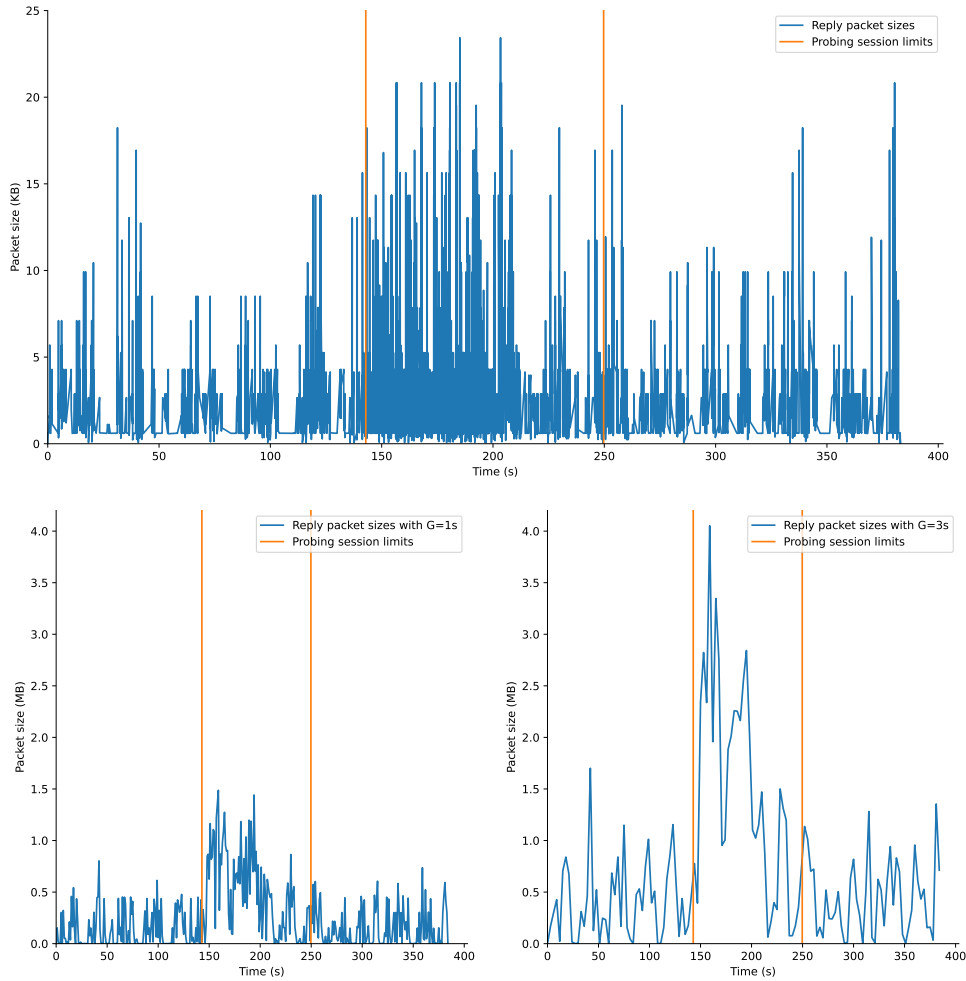 25
20
15
10
5
0
Packet size (KB)
0 50 100 150 200 250 300 350 400
Time (s)
Reply packet sizes
Probing session limits
4.0
3.5
3.0
2.5
2.0
1.5
1.0
0.5
0.0
Packet size (MB)
0 50 100 150 200 250 300 350 400
Time (s)
Reply packet sizes with G=1s
Probing session limits
4.0
3.5
3.0
2.5
2.0
1.5
1.0
0.5
0.0
Packet size (MB)
0 50 100 150 200 250 300 350 400
Time (s)
Reply packet sizes with G=3s
Probing session limits